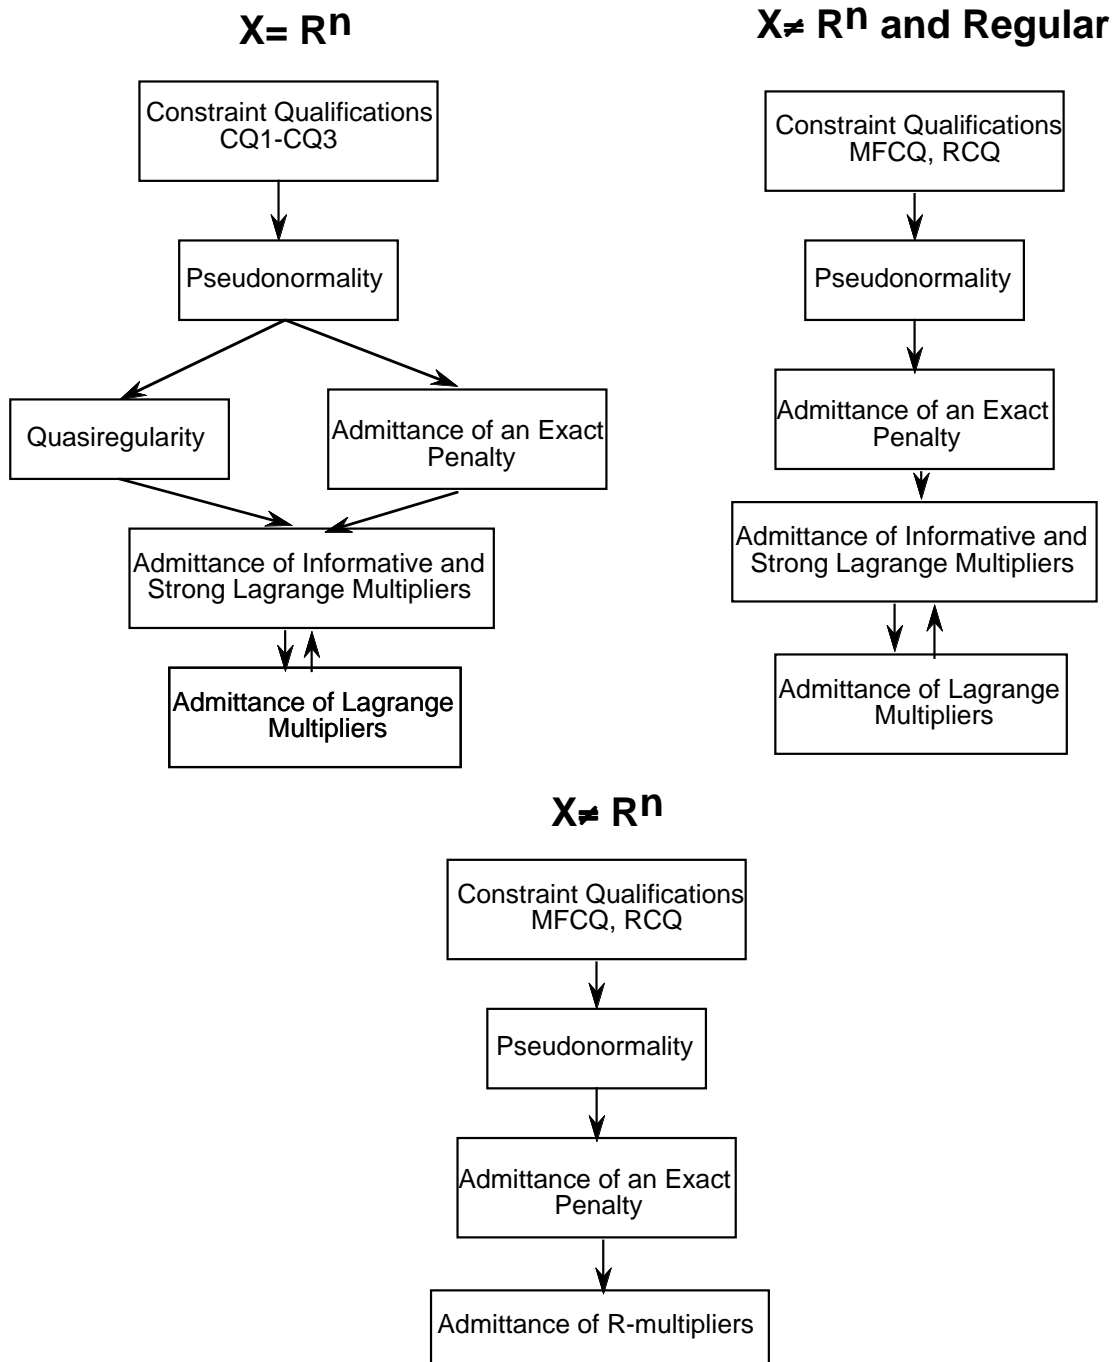 X= Rn
Constraint Qualifications
CQ1-CQ3
Pseudonormality
Quasiregularity
Admittance of an Exact
Penalty
Admittance of Informative and
Strong Lagrange Multipliers
Admittance of Lagrange
Multipliers
X≠ Rn and Regular
Constraint Qualifications
MFCQ, RCQ
Pseudonormality
Admittance of an Exact
Penalty
Admittance of Informative and
Strong Lagrange Multipliers
Admittance of Lagrange
Multipliers
X≠ Rn
Constraint Qualifications
MFCQ, RCQ
Pseudonormality
Admittance of an Exact
Penalty
Admittance of R-multipliers